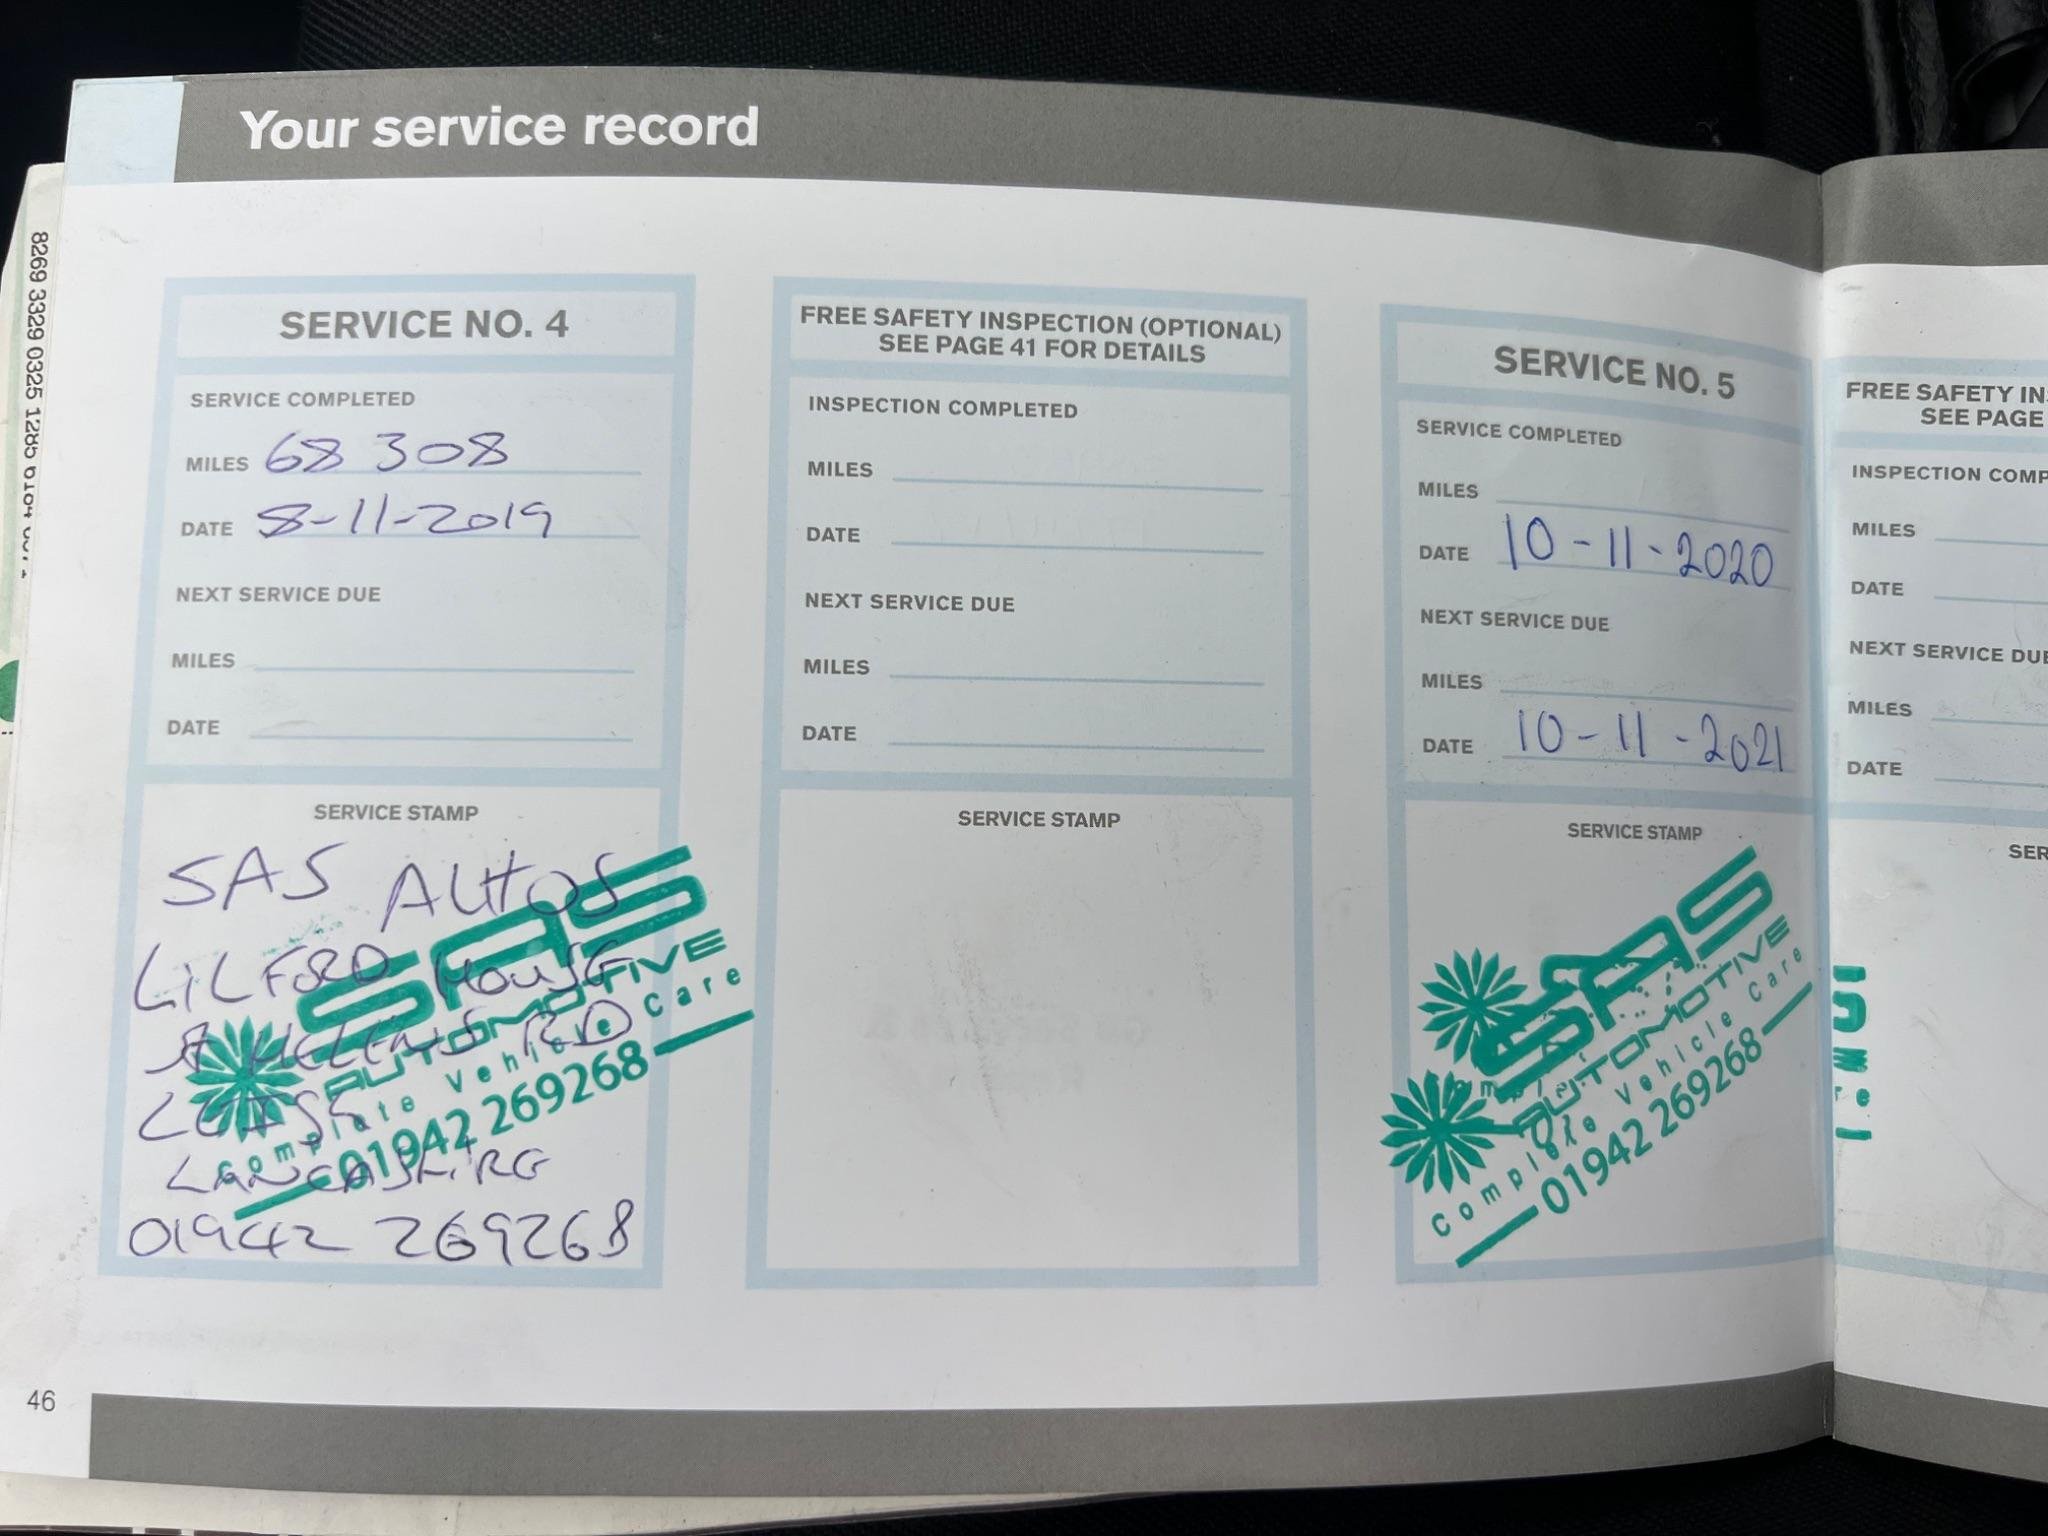 Your service record
8269 3329 0325 1285
SERVICE NO. 4
SERVICE COMPLETED
MILES 68 308
DATE 8-11-2019
NEXT SERVICE DUE
MILES
DATE
SERVICE STAMP
SAS AUTOS
LILFORD HOUSE
ST HELENS RD
LEIGH
LANCASHIRE
01942 269268
SAS
AUTOMOTIVE
Complete Vehicle Care
01942 269268
FREE SAFETY INSPECTION (OPTIONAL)
SEE PAGE 41 FOR DETAILS
INSPECTION COMPLETED
MILES
DATE
NEXT SERVICE DUE
MILES
DATE
SERVICE STAMP
SERVICE NO. 5
SERVICE COMPLETED
MILES
DATE 10-11-2020
NEXT SERVICE DUE
MILES
DATE 10-11-2021
SERVICE STAMP
SAS
AUTOMOTIVE
Complete Vehicle Care
01942 269268
FREE SAFETY IN
SEE PAGE
INSPECTION COMP
MILES
DATE
NEXT SERVICE DUE
MILES
DATE
SER
46